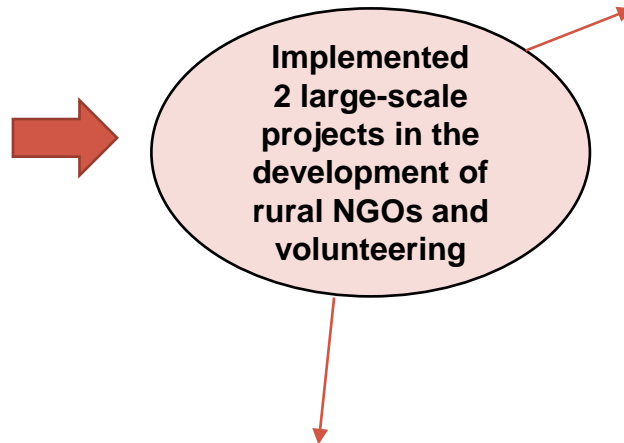 Implemented
2 large-scale
projects in the
development of
rural NGOs and
volunteering